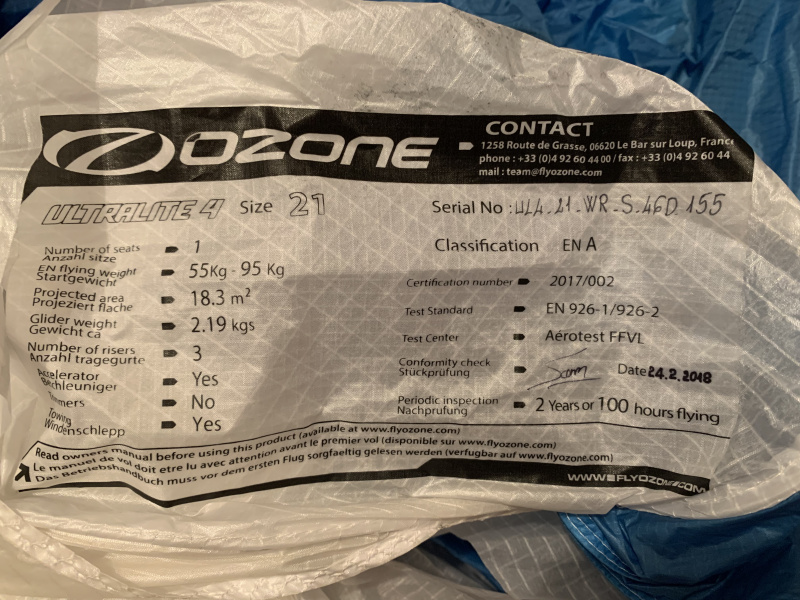 OZONE
CONTACT
1258 Route de Grasse, 06620 Le Bar sur Loup, France
phone : +33 (0)4 92 60 44 00 / fax : +33 (0)4 92 60 44
mail : team@flyozone.com
ULTRALITE 4 Size 21
Serial No : UL4.21.WR.S.46D 155
Number of seats 1
Anzahl sitze
EN flying weight 55Kg - 95 Kg
Startgewicht
Projected area 18.3 m²
Projeziert flache
Glider weight 2.19 kgs
Gewicht ca
Number of risers 3
Anzahl tragegurte
Accelerator Yes
Bechleuniger
Trimmers No
Towing Yes
Windenschlepp
Classification EN A
Certification number 2017/002
Test Standard EN 926-1/926-2
Test Center Aérotest FFVL
Conformity check Date 24.2.2018
Stückprüfung
Periodic inspection 2 Years or 100 hours flying
Nachprüfung
Read owners manual before using this product (available at www.flyozone.com)
Le manuel de vol doit etre lu avec attention avant le premier vol (disponible sur www.flyozone.com)
Das Betriebshandbuch muss vor dem ersten Flug sorgfaeltig gelesen werden (verfugbar auf www.flyozone.com)
WWW.FLYOZONE.COM